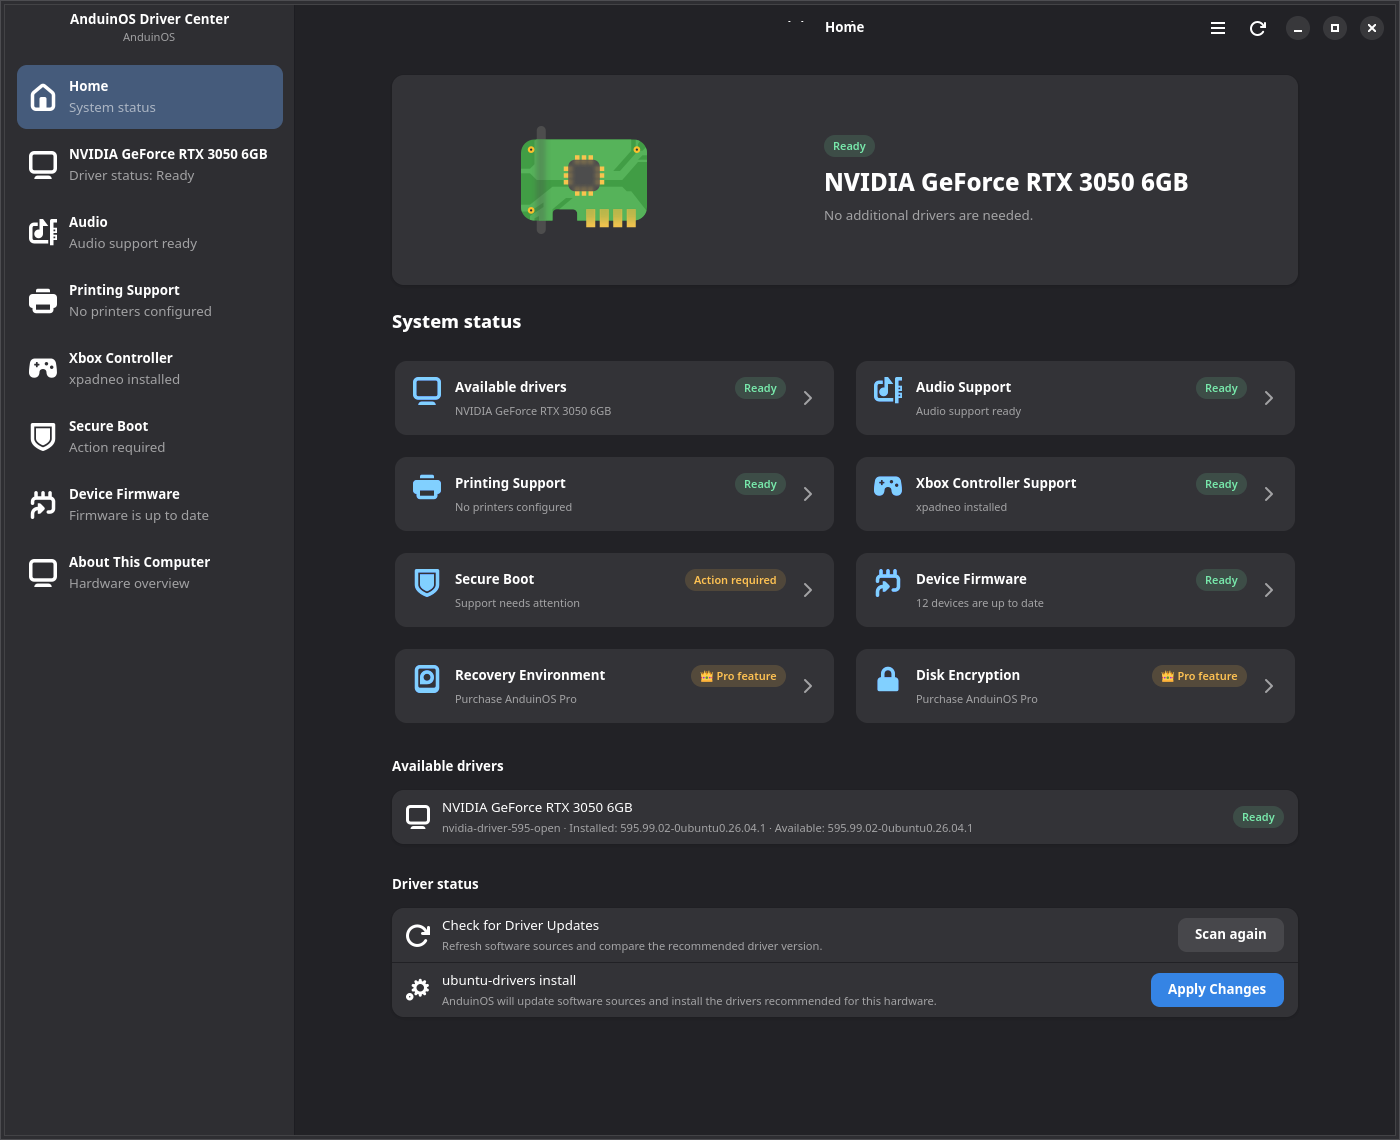 AnduinOS Driver Center
AnduinOS
Home
System status
NVIDIA GeForce RTX 3050 6GB
Driver status: Ready
Audio
Audio support ready
Printing Support
No printers configured
Xbox Controller
xpadneo installed
Secure Boot
Action required
Device Firmware
Firmware is up to date
About This Computer
Hardware overview
Home
Ready
NVIDIA GeForce RTX 3050 6GB
No additional drivers are needed.
System status
Available drivers
Ready
NVIDIA GeForce RTX 3050 6GB
Audio Support
Ready
Audio support ready
Printing Support
Ready
No printers configured
Xbox Controller Support
Ready
xpadneo installed
Secure Boot
Action required
Support needs attention
Device Firmware
Ready
12 devices are up to date
Recovery Environment
Pro feature
Purchase AnduinOS Pro
Disk Encryption
Pro feature
Purchase AnduinOS Pro
Available drivers
NVIDIA GeForce RTX 3050 6GB
nvidia-driver-595-open · Installed: 595.99.02-0ubuntu0.26.04.1 · Available: 595.99.02-0ubuntu0.26.04.1
Ready
Driver status
Check for Driver Updates
Refresh software sources and compare the recommended driver version.
Scan again
ubuntu-drivers install
AnduinOS will update software sources and install the drivers recommended for this hardware.
Apply Changes